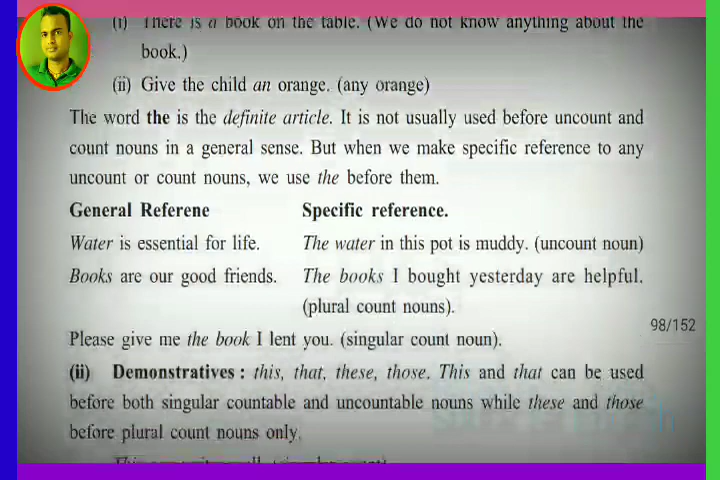 (i) There is a book on the table. (We do not know anything about the
book.)
(ii) Give the child an orange. (any orange)
The word the is the definite article. It is not usually used before uncount and
count nouns in a general sense. But when we make specific reference to any
uncount or count nouns, we use the before them.
General Referene Specific reference.
Water is essential for life. The water in this pot is muddy. (uncount noun)
Books are our good friends. The books I bought yesterday are helpful.
(plural count nouns).
98/152
Please give me the book I lent you. (singular count noun).
(ii) Demonstratives : this, that, these, those. This and that can be used
before both singular countable and uncountable nouns while these and those
before plural count nouns only.